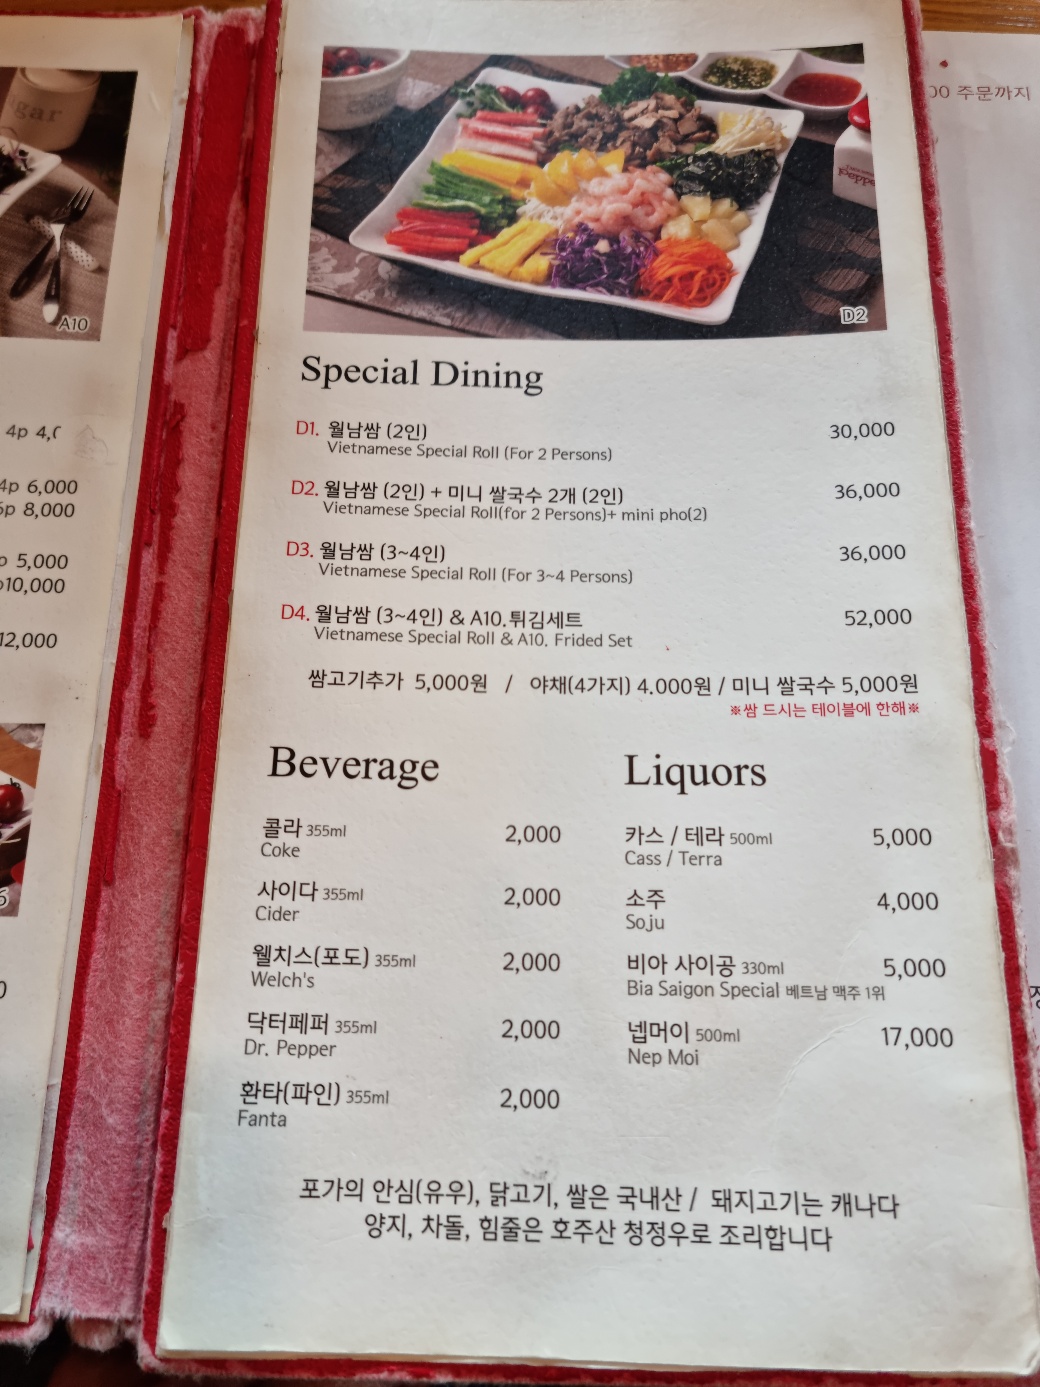 gar
A10
4p 4,
4p 6,000
8,000
5,000
10,000
12,000
00 주문까지
D2
Special Dining
D1. 월남쌈 (2인) 30,000
Vietnamese Special Roll (For 2 Persons)
D2. 월남쌈 (2인) + 미니 쌀국수 2개 (2인) 36,000
Vietnamese Special Roll(for 2 Persons)+ mini pho(2)
D3. 월남쌈 (3~4인) 36,000
Vietnamese Special Roll (For 3~4 Persons)
D4. 월남쌈 (3~4인) & A10.튀김세트 52,000
Vietnamese Special Roll & A10. Frided Set
쌈고기추가 5,000원 / 야채(4가지) 4.000원 / 미니 쌀국수 5,000원
※쌈 드시는 테이블에 한해※
Beverage
콜라 355ml 2,000
Coke
사이다 355ml 2,000
Cider
웰치스(포도) 355ml 2,000
Welch's
닥터페퍼 355ml 2,000
Dr. Pepper
환타(파인) 355ml 2,000
Fanta
Liquors
카스 / 테라 500ml 5,000
Cass / Terra
소주 4,000
Soju
비아 사이공 330ml 5,000
Bia Saigon Special 베트남 맥주 1위
넵머이 500ml 17,000
Nep Moi
포가의 안심(유우), 닭고기, 쌀은 국내산 / 돼지고기는 캐나다
양지, 차돌, 힘줄은 호주산 청정우로 조리합니다